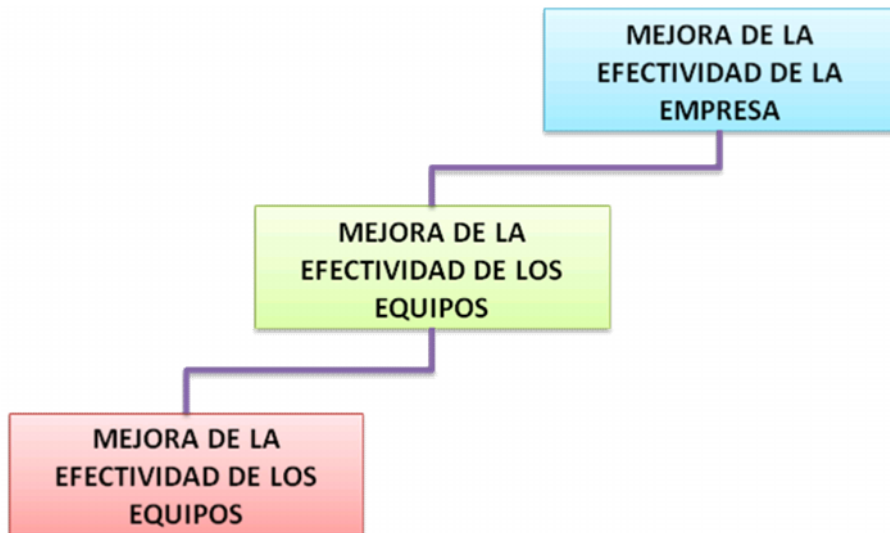 MEJORA DE LA
EFECTIVIDAD DE LA
EMPRESA
MEJORA DE LA
EFECTIVIDAD DE LOS
EQUIPOS
MEJORA DE LA
EFECTIVIDAD DE LOS
EQUIPOS